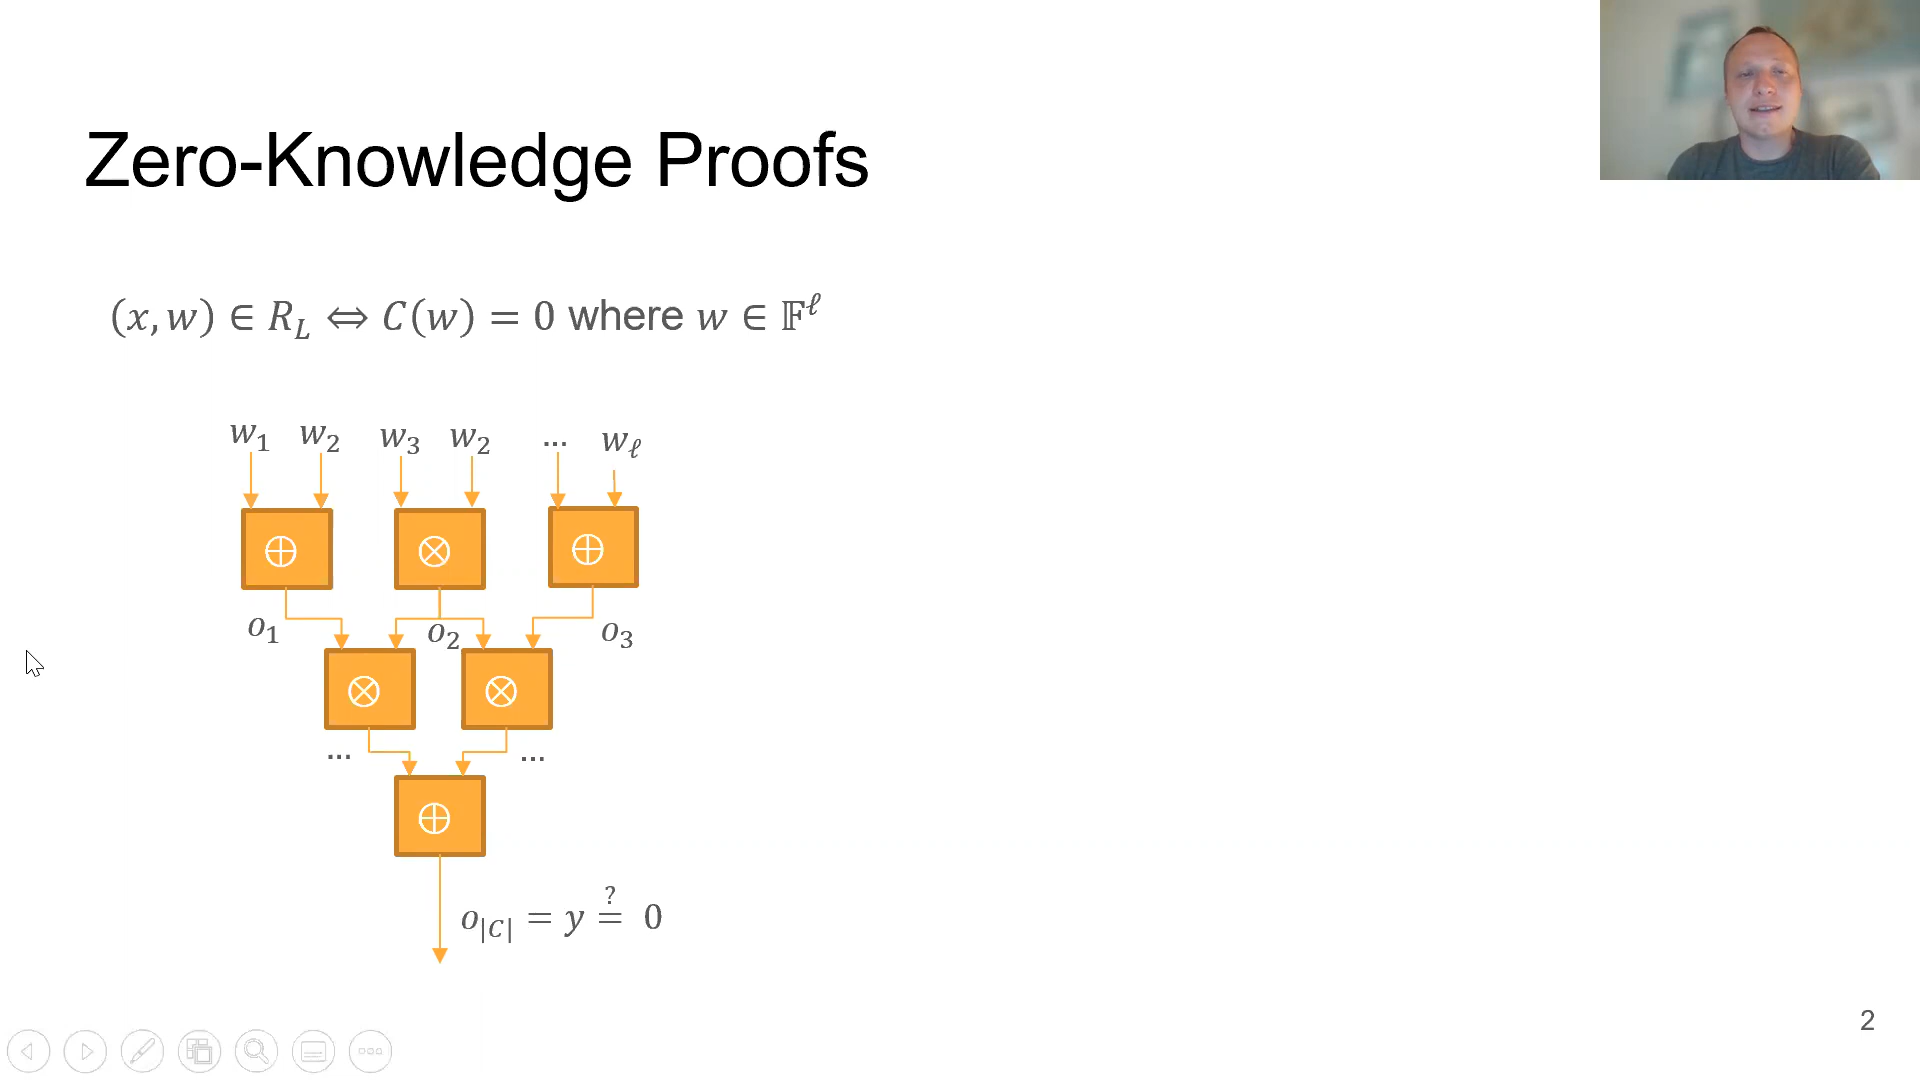 Zero-Knowledge Proofs
(x, w) ∈ R_L ⇔ C(w) = 0 where w ∈ 𝔽^ℓ
w_1 w_2 w_3 w_2 ... w_ℓ
⊕ ⊗ ⊕
o_1 o_2 o_3
⊗ ⊗
... ...
⊕
o_|C| = y ≟ 0
2